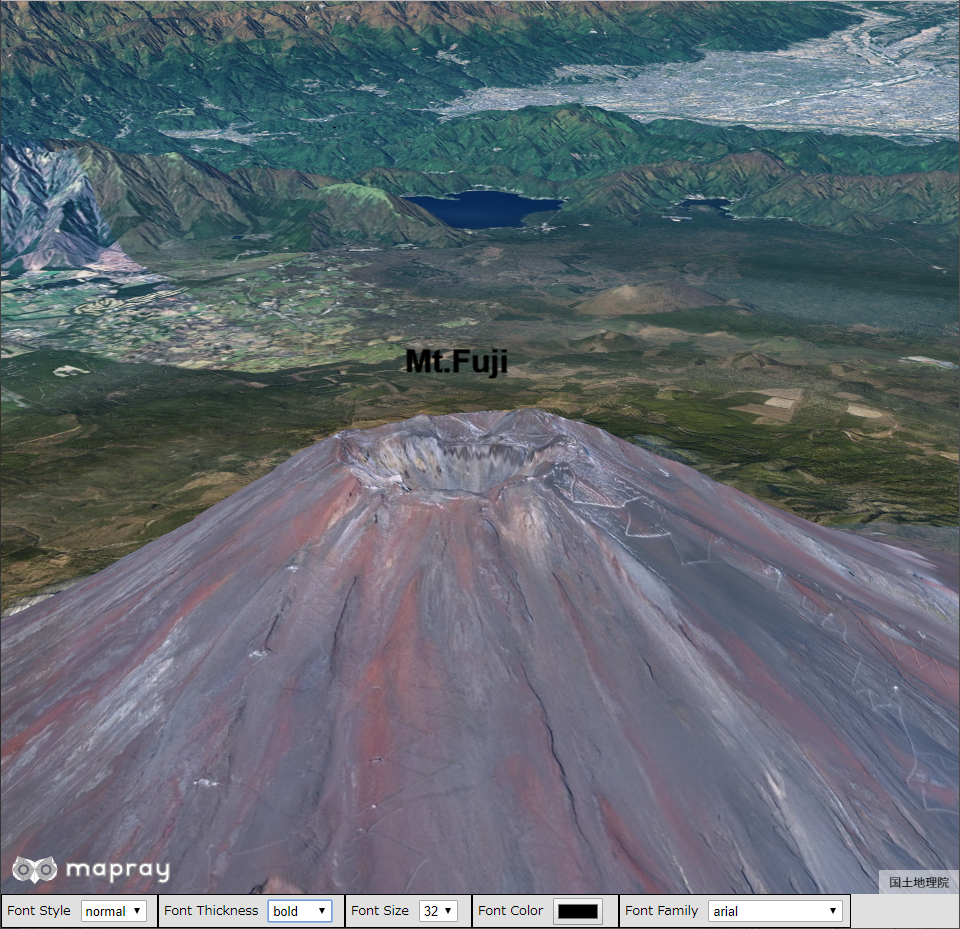 Mt.Fuji
mapray
国土地理院
Font Style normal Font Thickness bold Font Size 32 Font Color Font Family arial